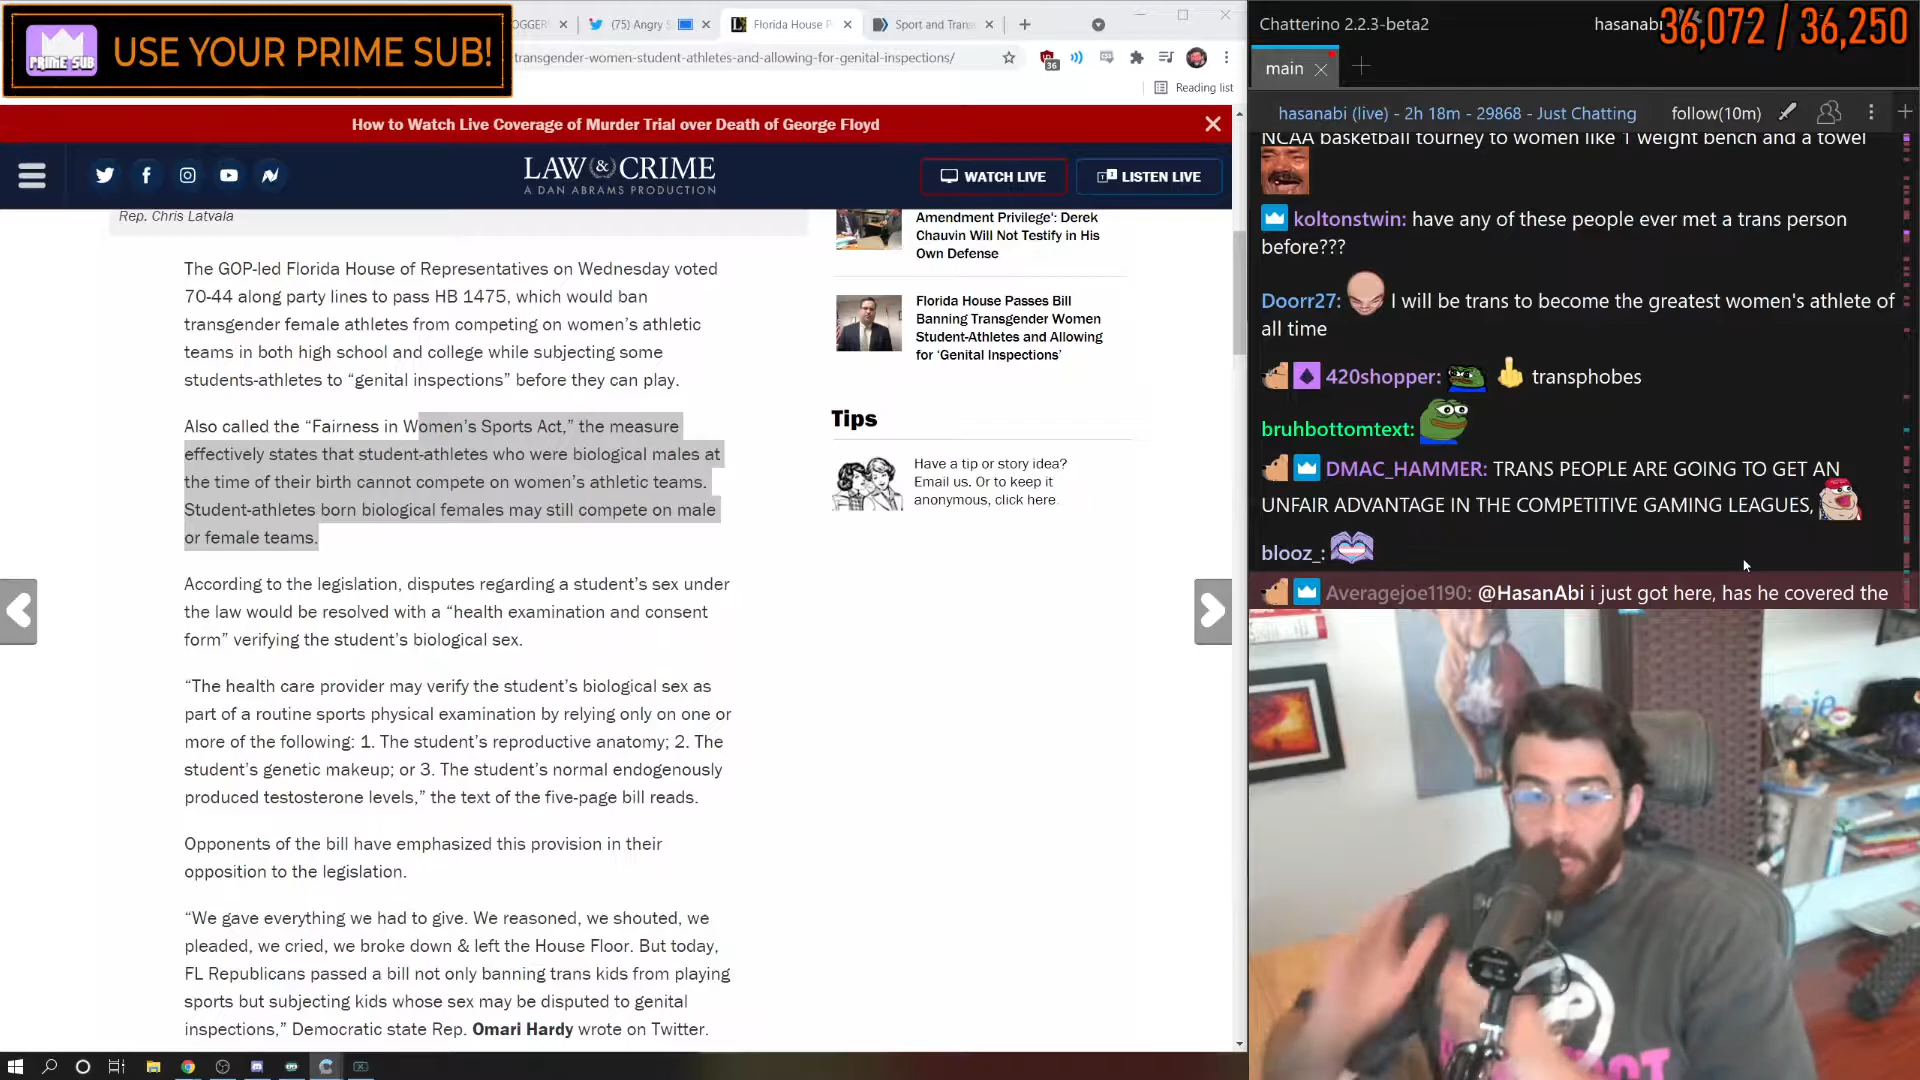 PRIME SUB
USE YOUR PRIME SUB!
OGGER
(75) Angry S
Florida House P
Sport and Trans
transgender-women-student-athletes-and-allowing-for-genital-inspections/
36
Reading list
How to Watch Live Coverage of Murder Trial over Death of George Floyd
LAW & CRIME
A DAN ABRAMS PRODUCTION
WATCH LIVE
LISTEN LIVE
Rep. Chris Latvala
The GOP-led Florida House of Representatives on Wednesday voted
70-44 along party lines to pass HB 1475, which would ban
transgender female athletes from competing on women’s athletic
teams in both high school and college while subjecting some
students-athletes to “genital inspections” before they can play.
Also called the “Fairness in Women’s Sports Act,” the measure
effectively states that student-athletes who were biological males at
the time of their birth cannot compete on women’s athletic teams.
Student-athletes born biological females may still compete on male
or female teams.
According to the legislation, disputes regarding a student’s sex under
the law would be resolved with a “health examination and consent
form” verifying the student’s biological sex.
“The health care provider may verify the student’s biological sex as
part of a routine sports physical examination by relying only on one or
more of the following: 1. The student’s reproductive anatomy; 2. The
student’s genetic makeup; or 3. The student’s normal endogenously
produced testosterone levels,” the text of the five-page bill reads.
Opponents of the bill have emphasized this provision in their
opposition to the legislation.
“We gave everything we had to give. We reasoned, we shouted, we
pleaded, we cried, we broke down & left the House Floor. But today,
FL Republicans passed a bill not only banning trans kids from playing
sports but subjecting kids whose sex may be disputed to genital
inspections,” Democratic state Rep. Omari Hardy wrote on Twitter.
Amendment Privilege’: Derek
Chauvin Will Not Testify in His
Own Defense
Florida House Passes Bill
Banning Transgender Women
Student-Athletes and Allowing
for ‘Genital Inspections’
Tips
Have a tip or story idea?
Email us. Or to keep it
anonymous, click here.
Chatterino 2.2.3-beta2
hasanabi
36,072 / 36,250
main
hasanabi (live) - 2h 18m - 29868 - Just Chatting
follow(10m)
NCAA basketball tourney to women like 1 weight bench and a towel
koltonstwin: have any of these people ever met a trans person
before???
Doorr27: I will be trans to become the greatest women's athlete of
all time
420shopper: transphobes
bruhbottomtext:
DMAC_HAMMER: TRANS PEOPLE ARE GOING TO GET AN
UNFAIR ADVANTAGE IN THE COMPETITIVE GAMING LEAGUES,
blooz_:
Averagejoe1190: @HasanAbi i just got here, has he covered the